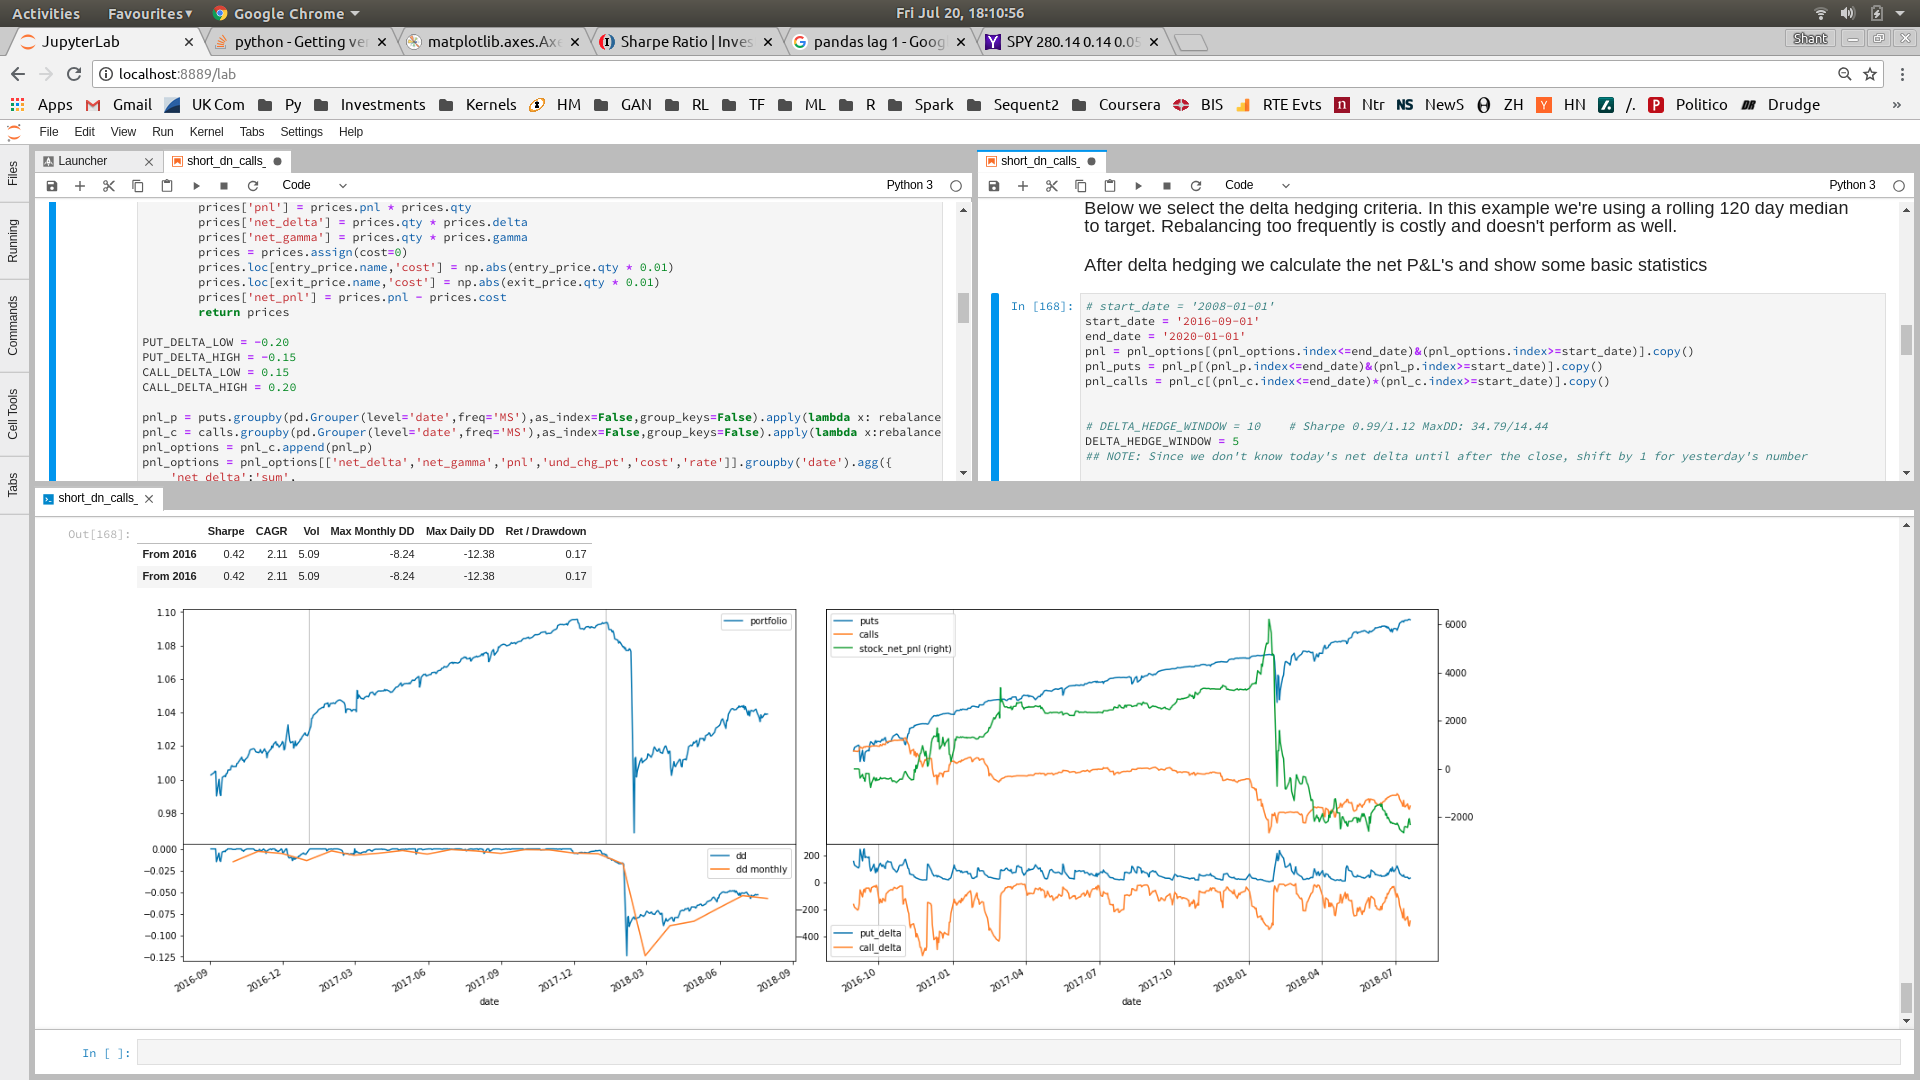 Activities
Favourites
Google Chrome
Fri Jul 20, 18:10:56
JupyterLab
python - Getting ve
matplotlib.axes.Axe
Sharpe Ratio | Inves
pandas lag 1 - Goog
SPY 280.14 0.14 0.05
Shant
localhost:8889/lab
Apps
Gmail
UK Com
Py
Investments
Kernels
HM
GAN
RL
TF
ML
R
Spark
Sequent2
Coursera
BIS
RTE Evts
Ntr
NewS
ZH
HN
/.
Politico
Drudge
»
File Edit View Run Kernel Tabs Settings Help
Files
Running
Commands
Cell Tools
Tabs
Launcher
short_dn_calls_
Code
Python 3
prices['pnl'] = prices.pnl * prices.qty
prices['net_delta'] = prices.qty * prices.delta
prices['net_gamma'] = prices.qty * prices.gamma
prices = prices.assign(cost=0)
prices.loc[entry_price.name,'cost'] = np.abs(entry_price.qty * 0.01)
prices.loc[exit_price.name,'cost'] = np.abs(exit_price.qty * 0.01)
prices['net_pnl'] = prices.pnl - prices.cost
return prices
PUT_DELTA_LOW = -0.20
PUT_DELTA_HIGH = -0.15
CALL_DELTA_LOW = 0.15
CALL_DELTA_HIGH = 0.20
pnl_p = puts.groupby(pd.Grouper(level='date',freq='MS'),as_index=False,group_keys=False).apply(lambda x: rebalance
pnl_c = calls.groupby(pd.Grouper(level='date',freq='MS'),as_index=False,group_keys=False).apply(lambda x:rebalance
pnl_options = pnl_c.append(pnl_p)
pnl_options = pnl_options[['net_delta','net_gamma','pnl','und_chg_pt','cost','rate']].groupby('date').agg({
'net_delta':'sum',
short_dn_calls_
Code
Python 3
Below we select the delta hedging criteria. In this example we're using a rolling 120 day median
to target. Rebalancing too frequently is costly and doesn't perform as well.
After delta hedging we calculate the net P&L's and show some basic statistics
In [168]:
# start_date = '2008-01-01'
start_date = '2016-09-01'
end_date = '2020-01-01'
pnl = pnl_options[(pnl_options.index<=end_date)&(pnl_options.index>=start_date)].copy()
pnl_puts = pnl_p[(pnl_p.index<=end_date)&(pnl_p.index>=start_date)].copy()
pnl_calls = pnl_c[(pnl_c.index<=end_date)*(pnl_c.index>=start_date)].copy()
# DELTA_HEDGE_WINDOW = 10    # Sharpe 0.99/1.12 MaxDD: 34.79/14.44
DELTA_HEDGE_WINDOW = 5
## NOTE: Since we don't know today's net delta until after the close, shift by 1 for yesterday's number
short_dn_calls_
Out[168]:
Sharpe CAGR Vol Max Monthly DD Max Daily DD Ret / Drawdown
From 2016 0.42 2.11 5.09 -8.24 -12.38 0.17
From 2016 0.42 2.11 5.09 -8.24 -12.38 0.17
1.10
1.08
1.06
1.04
1.02
1.00
0.98
portfolio
0.000
−0.025
−0.050
−0.075
−0.100
−0.125
dd
dd monthly
2016-09 2016-12 2017-03 2017-06 2017-09 2017-12 2018-03 2018-06 2018-09
date
puts
calls
stock_net_pnl (right)
6000
4000
2000
0
−2000
200
0
−200
−400
put_delta
call_delta
2016-10 2017-01 2017-04 2017-07 2017-10 2018-01 2018-04 2018-07
date
In [ ]: